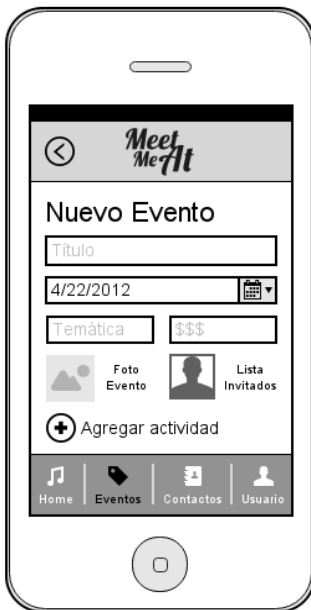 Meet
Me At
Nuevo Evento
Título
4/22/2012
Temática
$$$
Foto
Evento
Lista
Invitados
Agregar actividad
Home
Eventos
Contactos
Usuario